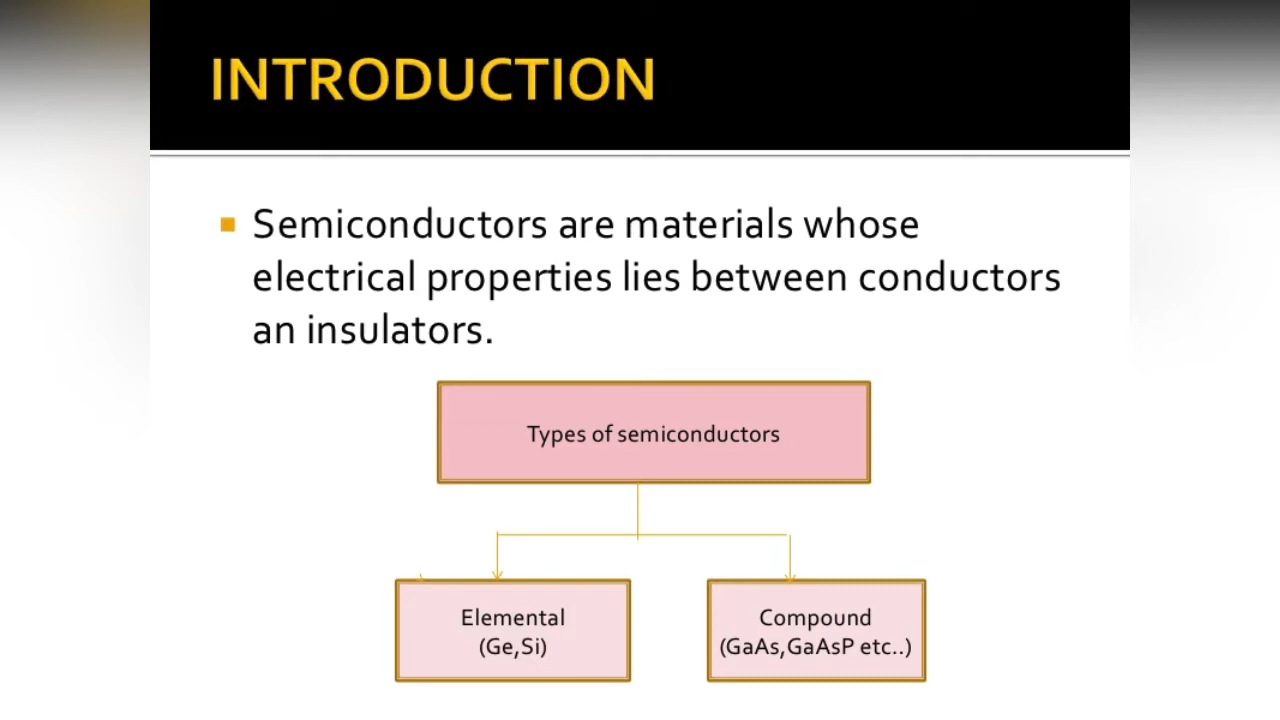 INTRODUCTION
Semiconductors are materials whose
electrical properties lies between conductors
an insulators.
Types of semiconductors
Elemental
(Ge,Si)
Compound
(GaAs,GaAsP etc..)